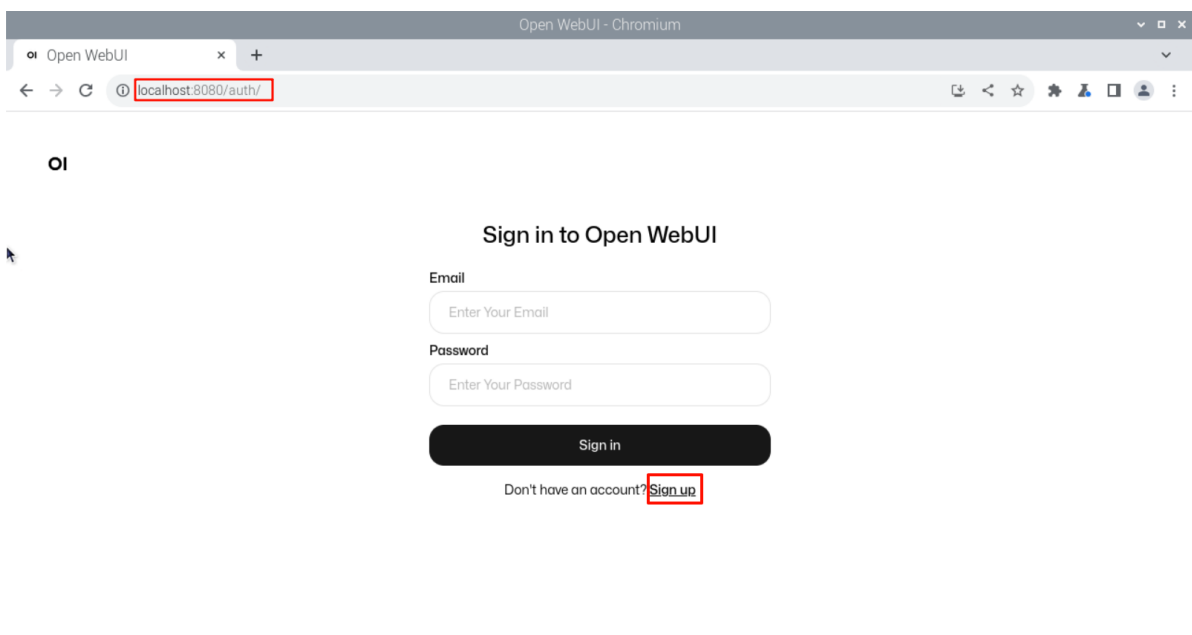 Open WebUI - Chromium
OI Open WebUI
localhost:8080/auth/
OI
Sign in to Open WebUI
Email
Enter Your Email
Password
Enter Your Password
Sign in
Don't have an account? Sign up